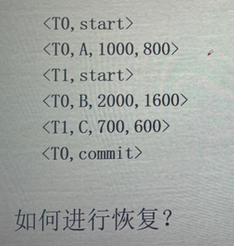 <T0,start>
<T0,A,1000,800>
<T1,start>
<T0,B,2000,1600>
<T1,C,700,600>
<T0,commit>
如何进行恢复？